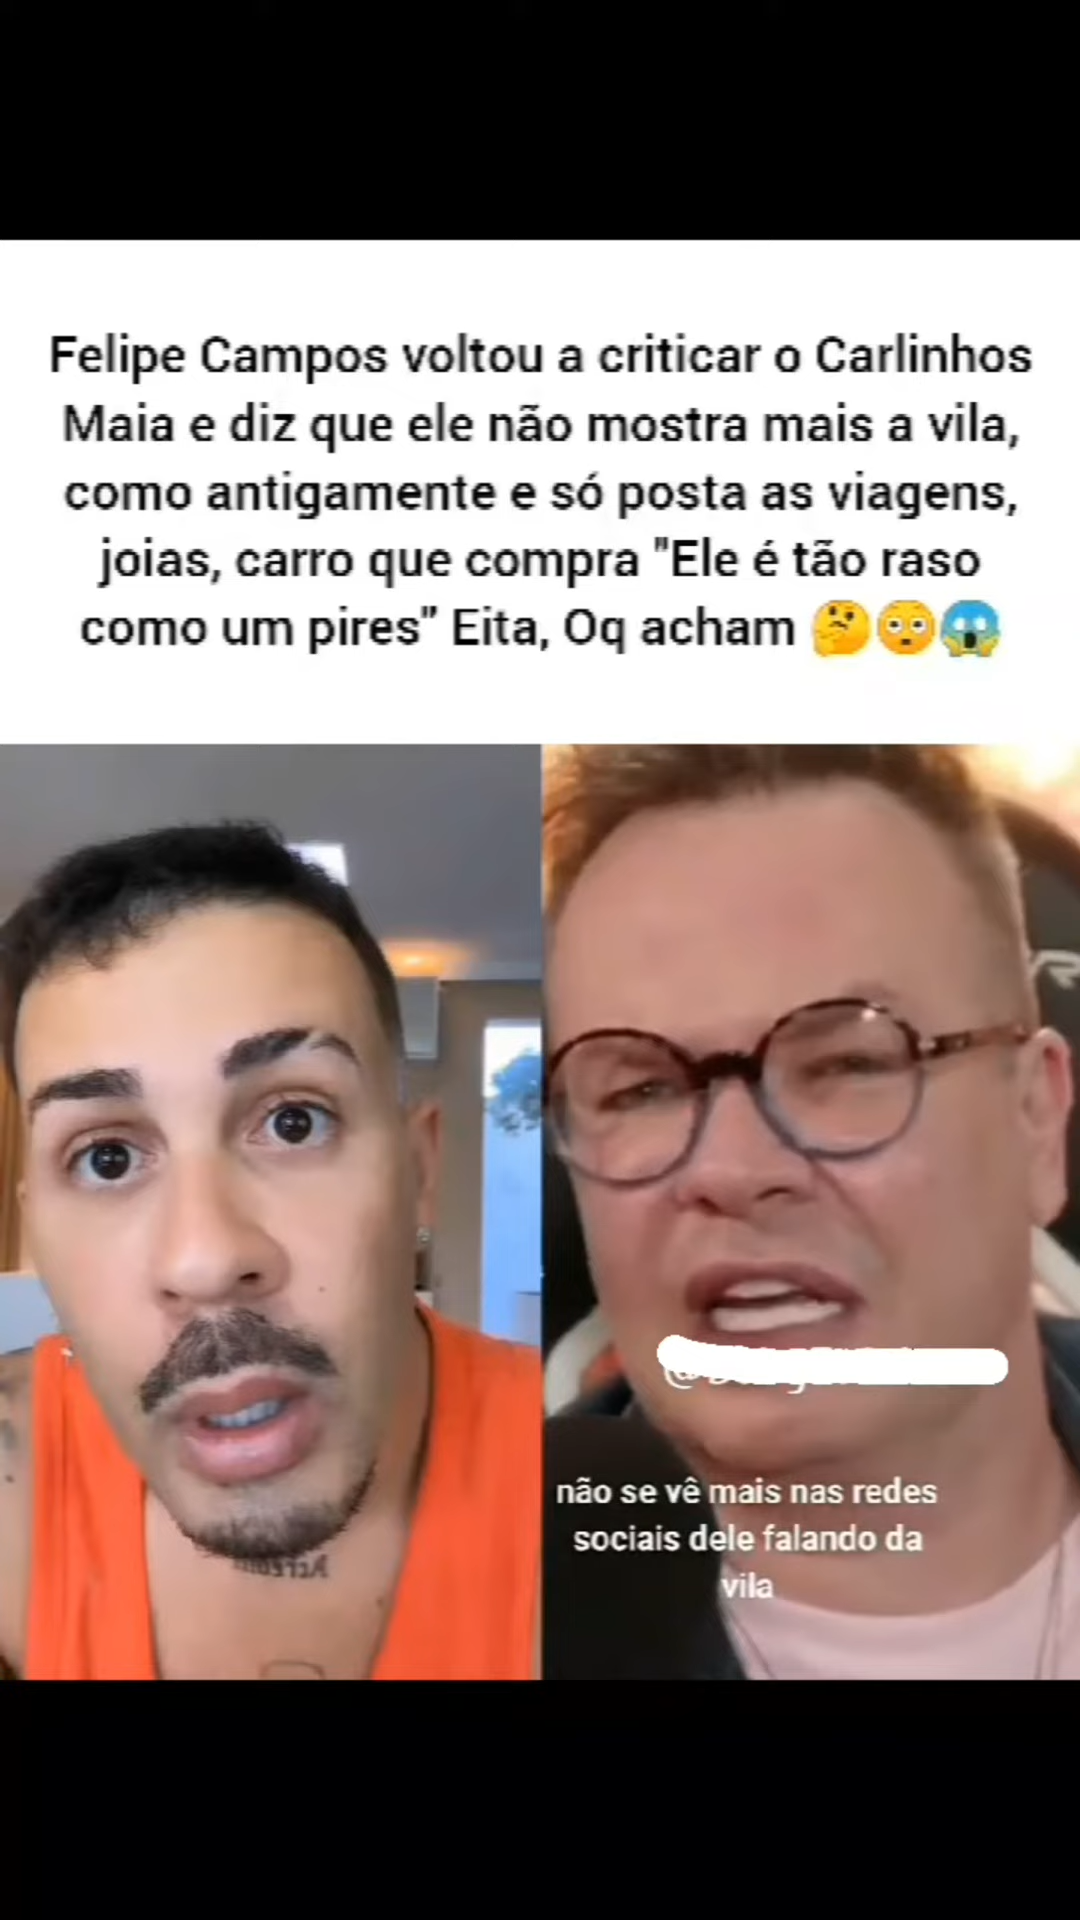 Felipe Campos voltou a criticar o Carlinhos
Maia e diz que ele não mostra mais a vila,
como antigamente e só posta as viagens,
joias, carro que compra "Ele é tão raso
como um pires" Eita, Oq acham 🤔😳😱
não se vê mais nas redes
sociais dele falando da
vila